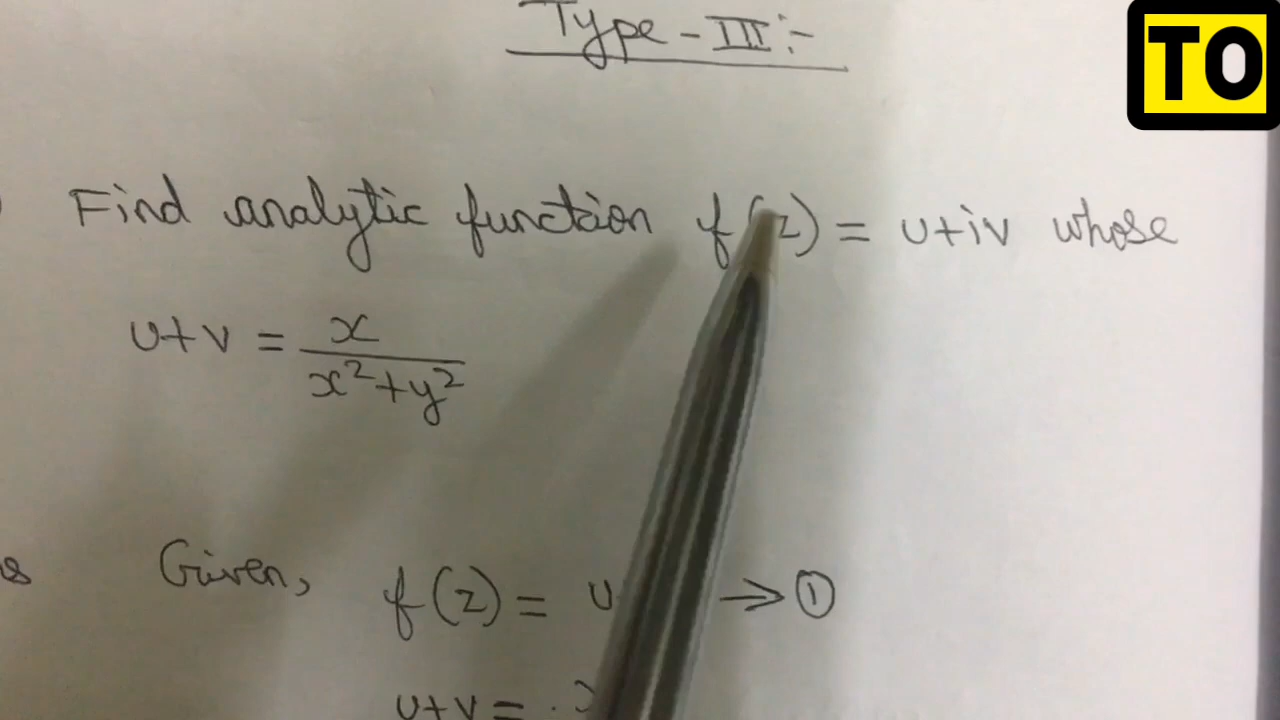 TO
Type - III :-
Find analytic function f(z) = u+iv whose
u+v = x / x²+y²
Given, f(z) = u → ①
u+v =